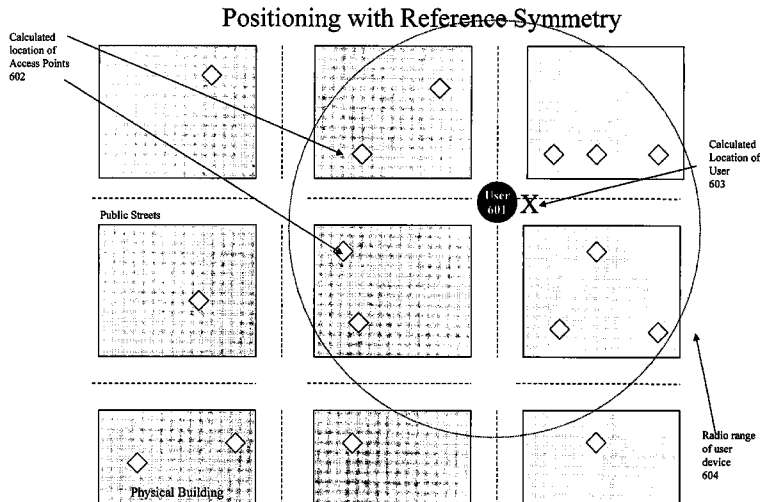 Positioning with Reference Symmetry
Calculated
location of
Access Points
602
Calculated
Location of
User
603
User
601
X
Public Streets
Radio range
of user
device
604
Physical Building